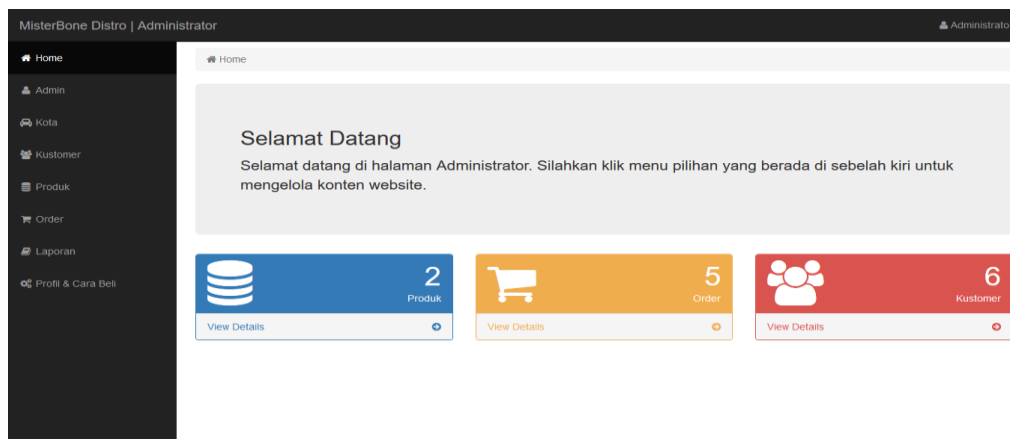 MisterBone Distro | Administrator
Administrato
Home
Admin
Kota
Kustomer
Produk
Order
Laporan
Profil & Cara Beli
Home
Selamat Datang
Selamat datang di halaman Administrator. Silahkan klik menu pilihan yang berada di sebelah kiri untuk
mengelola konten website.
2
Produk
View Details
5
Order
View Details
6
Kustomer
View Details